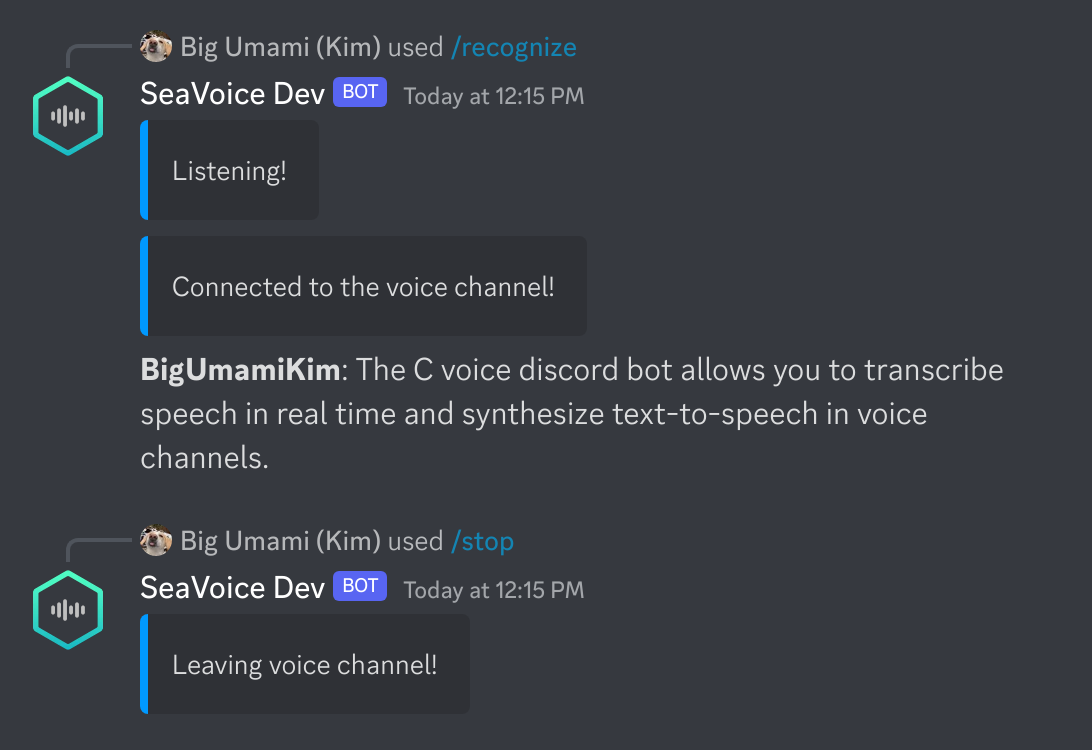 Big Umami (Kim) used /recognize
SeaVoice Dev BOT Today at 12:15 PM
Listening!
Connected to the voice channel!
BigUmamiKim: The C voice discord bot allows you to transcribe
speech in real time and synthesize text-to-speech in voice
channels.
Big Umami (Kim) used /stop
SeaVoice Dev BOT Today at 12:15 PM
Leaving voice channel!